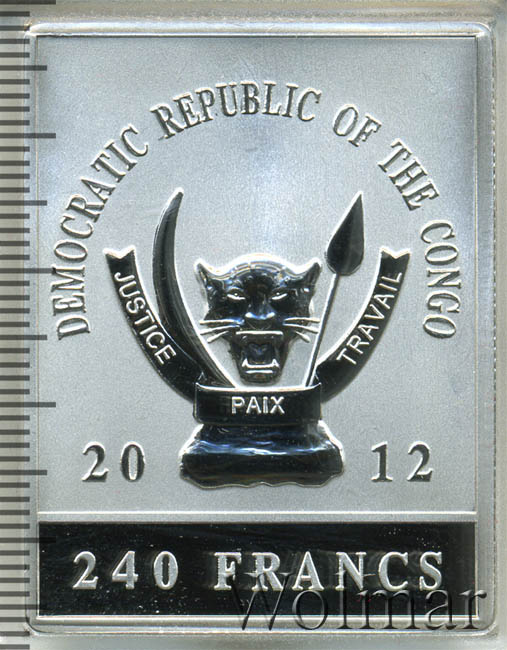 DEMOCRATIC REPUBLIC OF THE CONGO
JUSTICE
PAIX
TRAVAIL
20 12
240 FRANCS
Wolmar